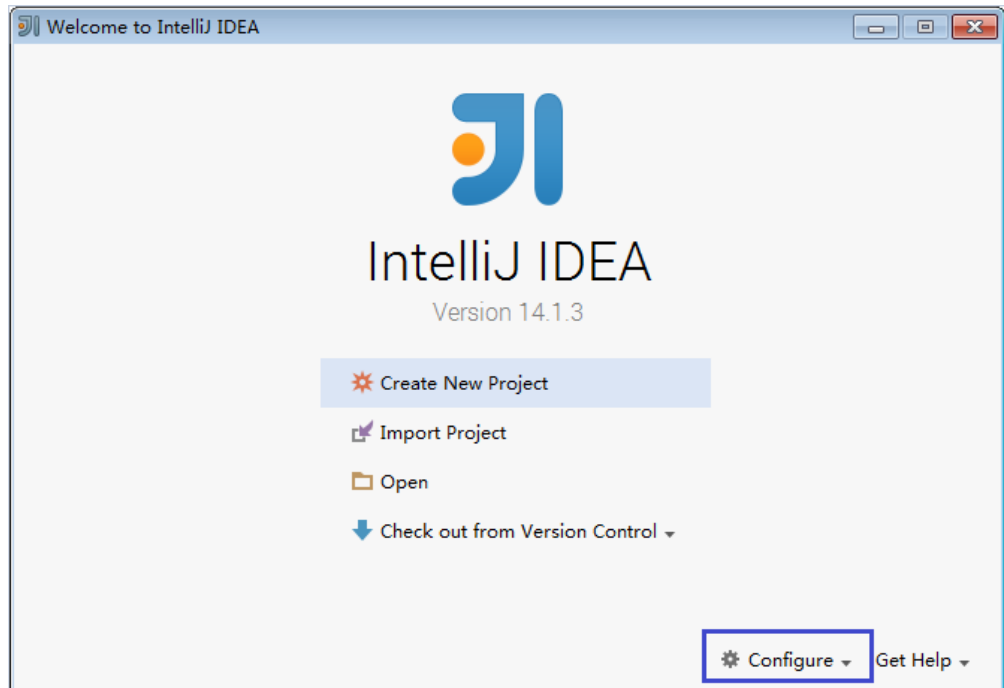 Welcome to IntelliJ IDEA
IntelliJ IDEA
Version 14.1.3
Create New Project
Import Project
Open
Check out from Version Control
Configure Get Help